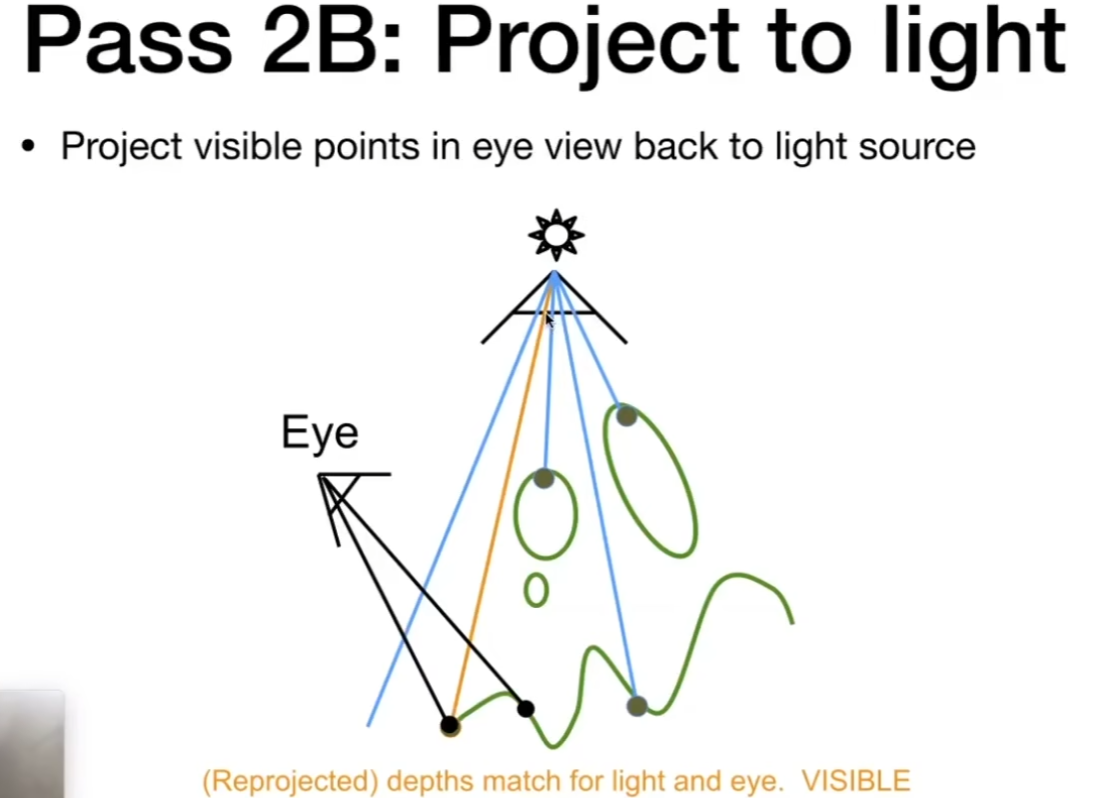 Pass 2B: Project to light
• Project visible points in eye view back to light source
Eye
(Reprojected) depths match for light and eye. VISIBLE